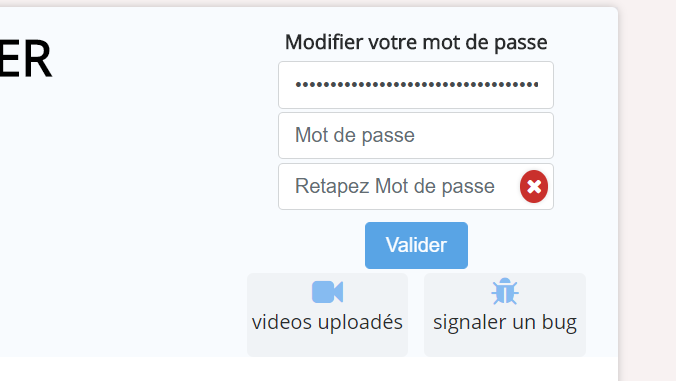 ER
Modifier votre mot de passe
Mot de passe
Retapez Mot de passe
Valider
videos uploadés
signaler un bug